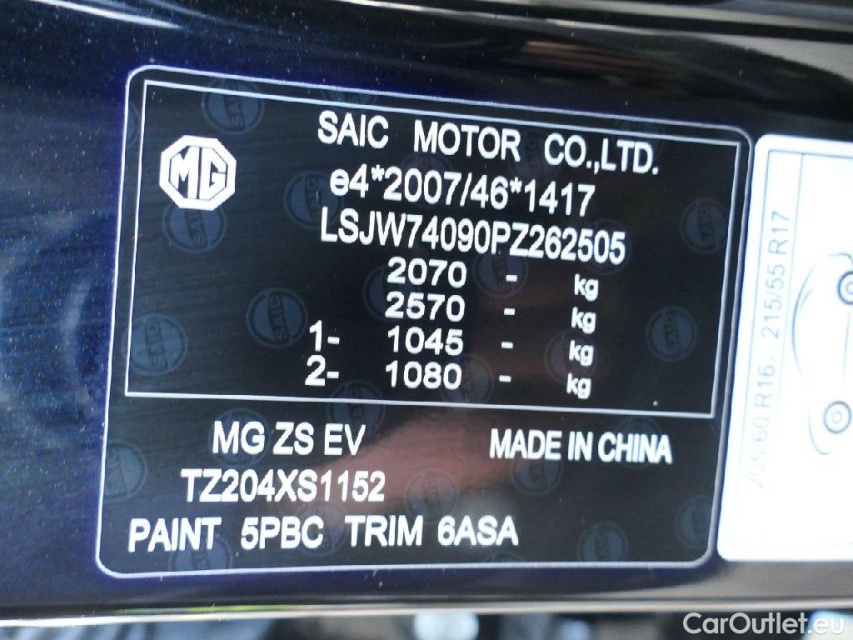 MG
SAIC MOTOR CO.,LTD.
e4*2007/46*1417
LSJW74090PZ262505
2070 - kg
2570 - kg
1- 1045 - kg
2- 1080 - kg
MG ZS EV
MADE IN CHINA
TZ204XS1152
PAINT 5PBC TRIM 6ASA
R16- 215/55 R17
CarOutlet.eu